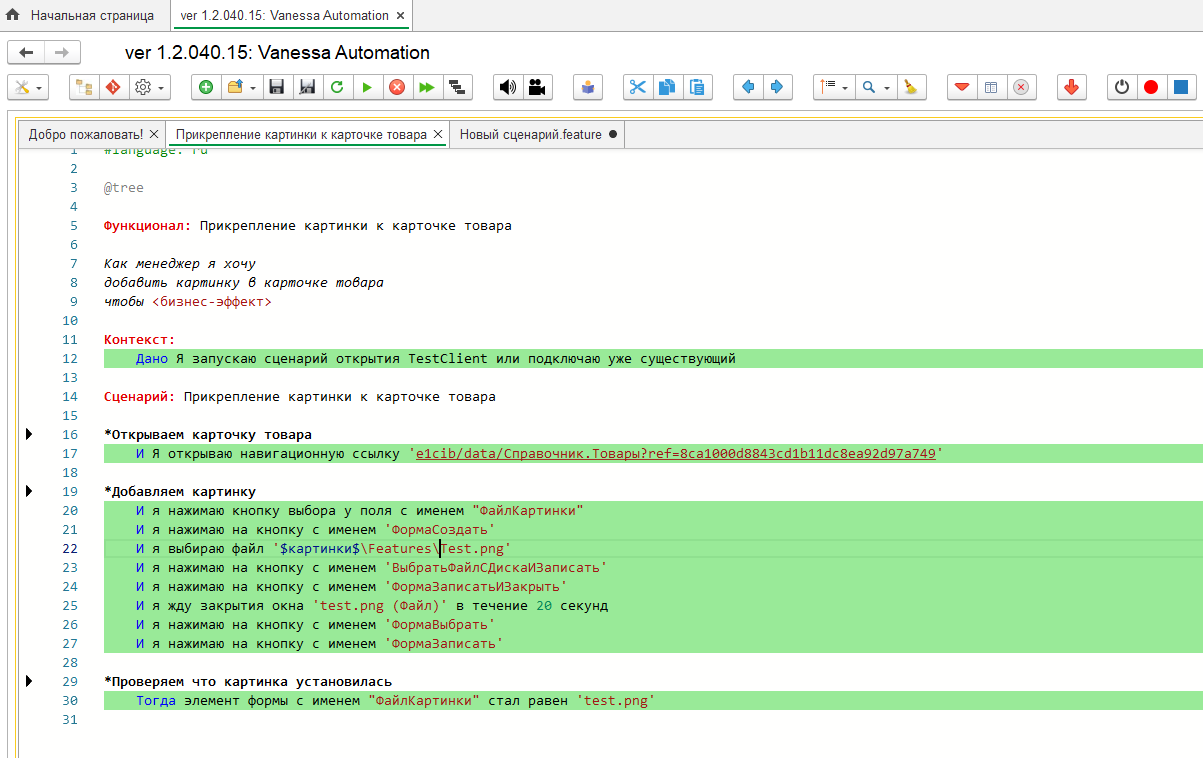 Начальная страница
ver 1.2.040.15: Vanessa Automation
ver 1.2.040.15: Vanessa Automation
Добро пожаловать!
Прикрепление картинки к карточке товара
Новый сценарий.feature
1 #language: ru
2
3 @tree
4
5 Функционал: Прикрепление картинки к карточке товара
6
7 Как менеджер я хочу
8 добавить картинку в карточке товара
9 чтобы <бизнес-эффект>
10
11 Контекст:
12 Дано Я запускаю сценарий открытия TestClient или подключаю уже существующий
13
14 Сценарий: Прикрепление картинки к карточке товара
15
16 *Открываем карточку товара
17 И Я открываю навигационную ссылку 'e1cib/data/Справочник.Товары?ref=8ca1000d8843cd1b11dc8ea92d97a749'
18
19 *Добавляем картинку
20 И я нажимаю кнопку выбора у поля с именем "ФайлКартинки"
21 И я нажимаю на кнопку с именем 'ФормаСоздать'
22 И я выбираю файл '$картинки$\Features\Test.png'
23 И я нажимаю на кнопку с именем 'ВыбратьФайлСДискаИЗаписать'
24 И я нажимаю на кнопку с именем 'ФормаЗаписатьИЗакрыть'
25 И я жду закрытия окна 'test.png (Файл)' в течение 20 секунд
26 И я нажимаю на кнопку с именем 'ФормаВыбрать'
27 И я нажимаю на кнопку с именем 'ФормаЗаписать'
28
29 *Проверяем что картинка установилась
30 Тогда элемент формы с именем "ФайлКартинки" стал равен 'test.png'
31